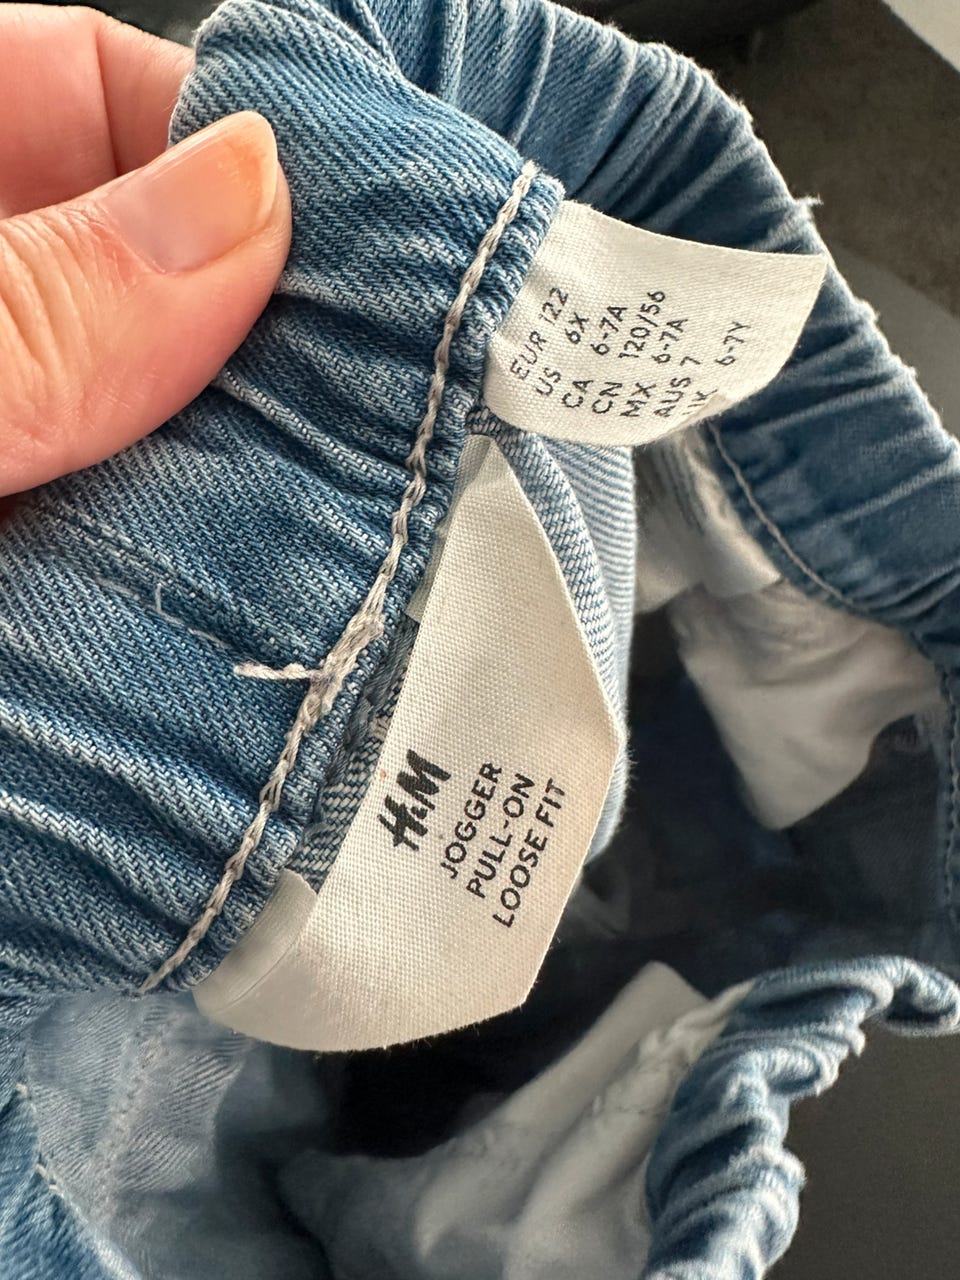 EUR 122
US 6X
CA 6-7A
CN 120/56
MX 6-7A
AUS 7
UK 6-7Y
H&M
JOGGER
PULL-ON
LOOSE FIT